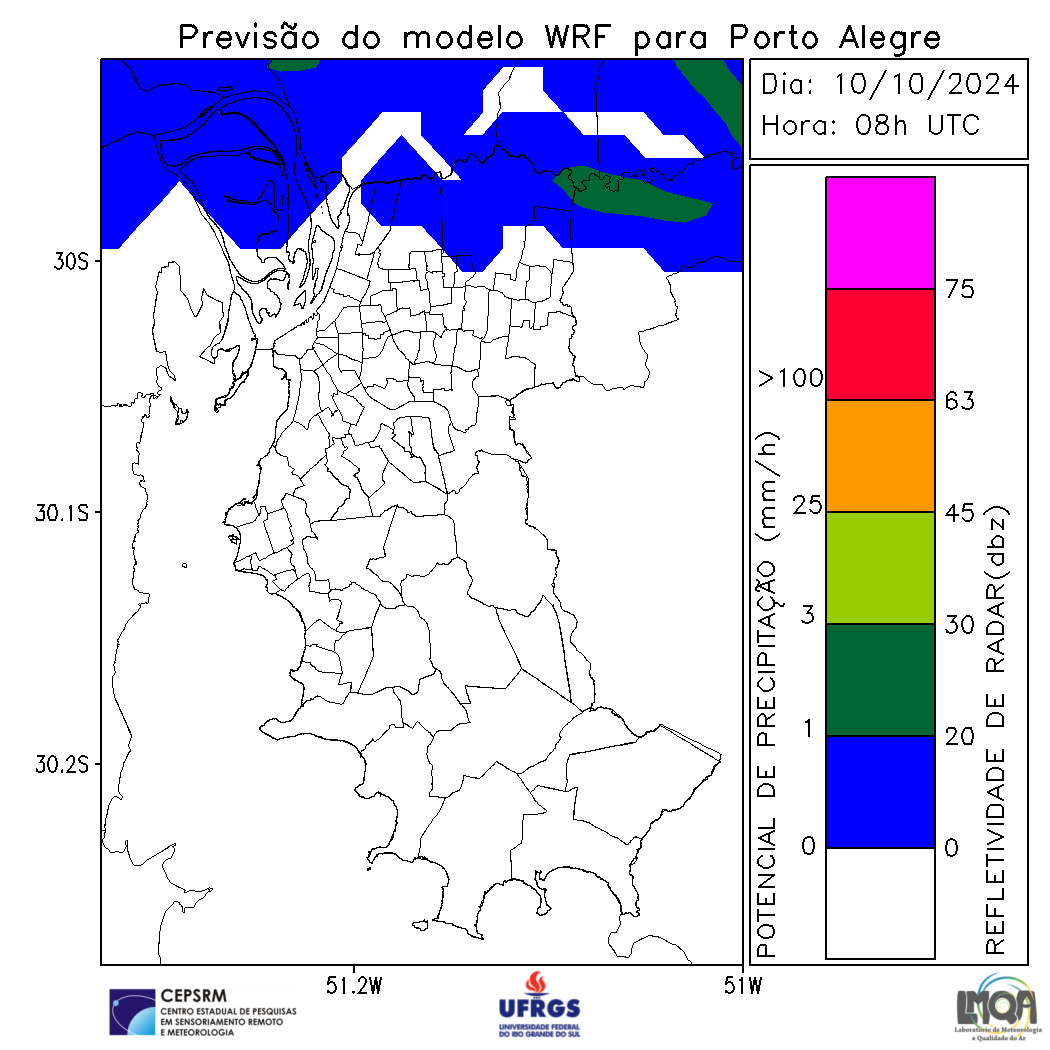 Previsão do modelo WRF para Porto Alegre
Dia: 10/10/2024
Hora: 08h UTC
30S
30.1S
30.2S
51.2W
51W
POTENCIAL DE PRECIPITAÇÃO (mm/h)
>100
25
3
1
0
75
63
45
30
20
0
REFLETIVIDADE DE RADAR(dbz)
CEPSRM
CENTRO ESTADUAL DE PESQUISAS
EM SENSORIAMENTO REMOTO
E METEOROLOGIA
UFRGS
UNIVERSIDADE FEDERAL
DO RIO GRANDE DO SUL
LMQA
Laboratório de Meteorologia
e Qualidade do Ar